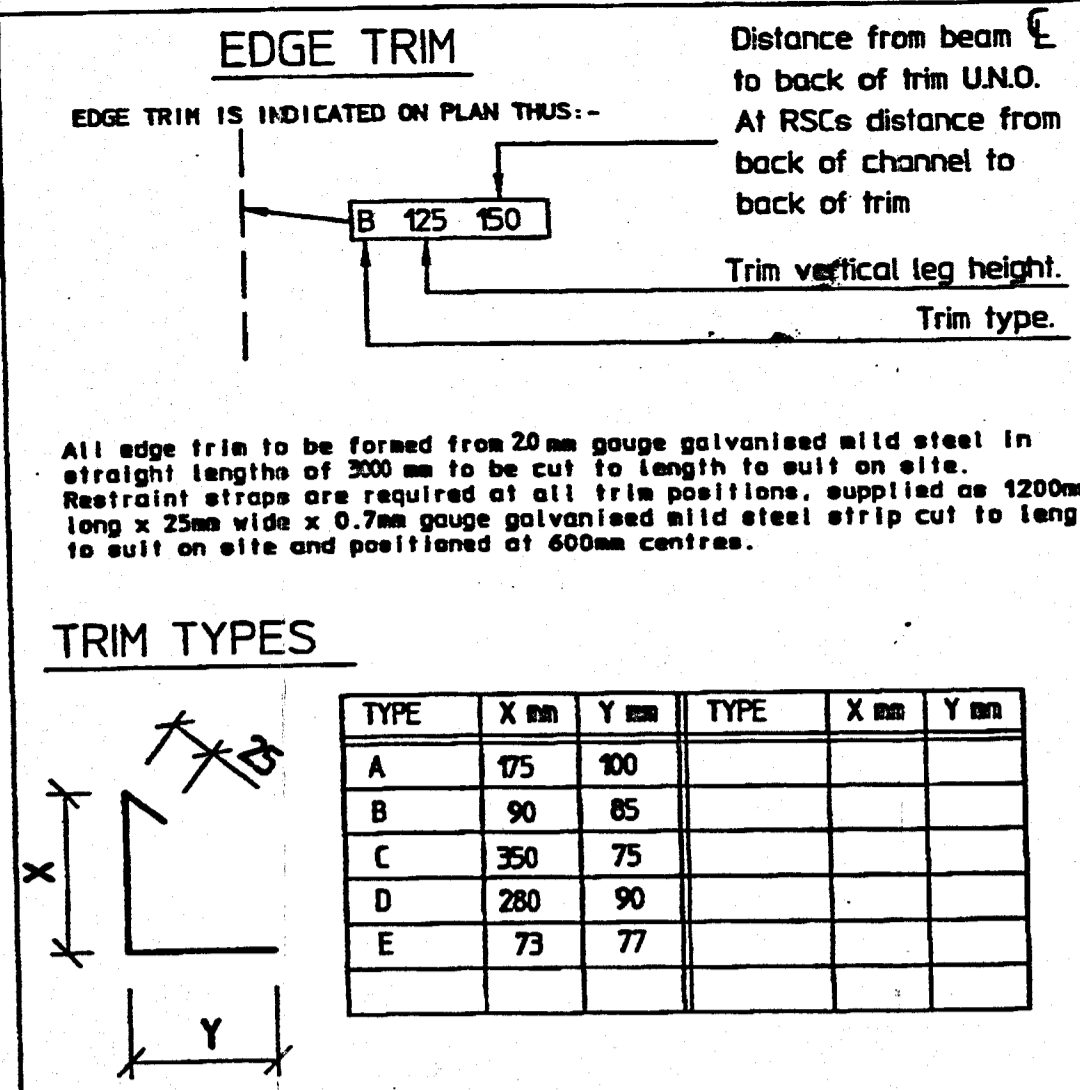 EDGE TRIM
EDGE TRIM IS INDICATED ON PLAN THUS:-
Distance from beam ℄
to back of trim U.N.O.
At RSCs distance from
back of channel to
back of trim
B 125 150
Trim vertical leg height.
Trim type.
All edge trim to be formed from 2.0 mm gauge galvanised mild steel in
straight lengths of 3000 mm to be cut to length to suit on site.
Restraint straps are required at all trim positions, supplied as 1200mm
long x 25mm wide x 0.7mm gauge galvanised mild steel strip cut to leng
to suit on site and positioned at 600mm centres.
TRIM TYPES
25
X
Y
TYPE X mm Y mm TYPE X mm Y mm
A 175 100
B 90 85
C 350 75
D 280 90
E 73 77